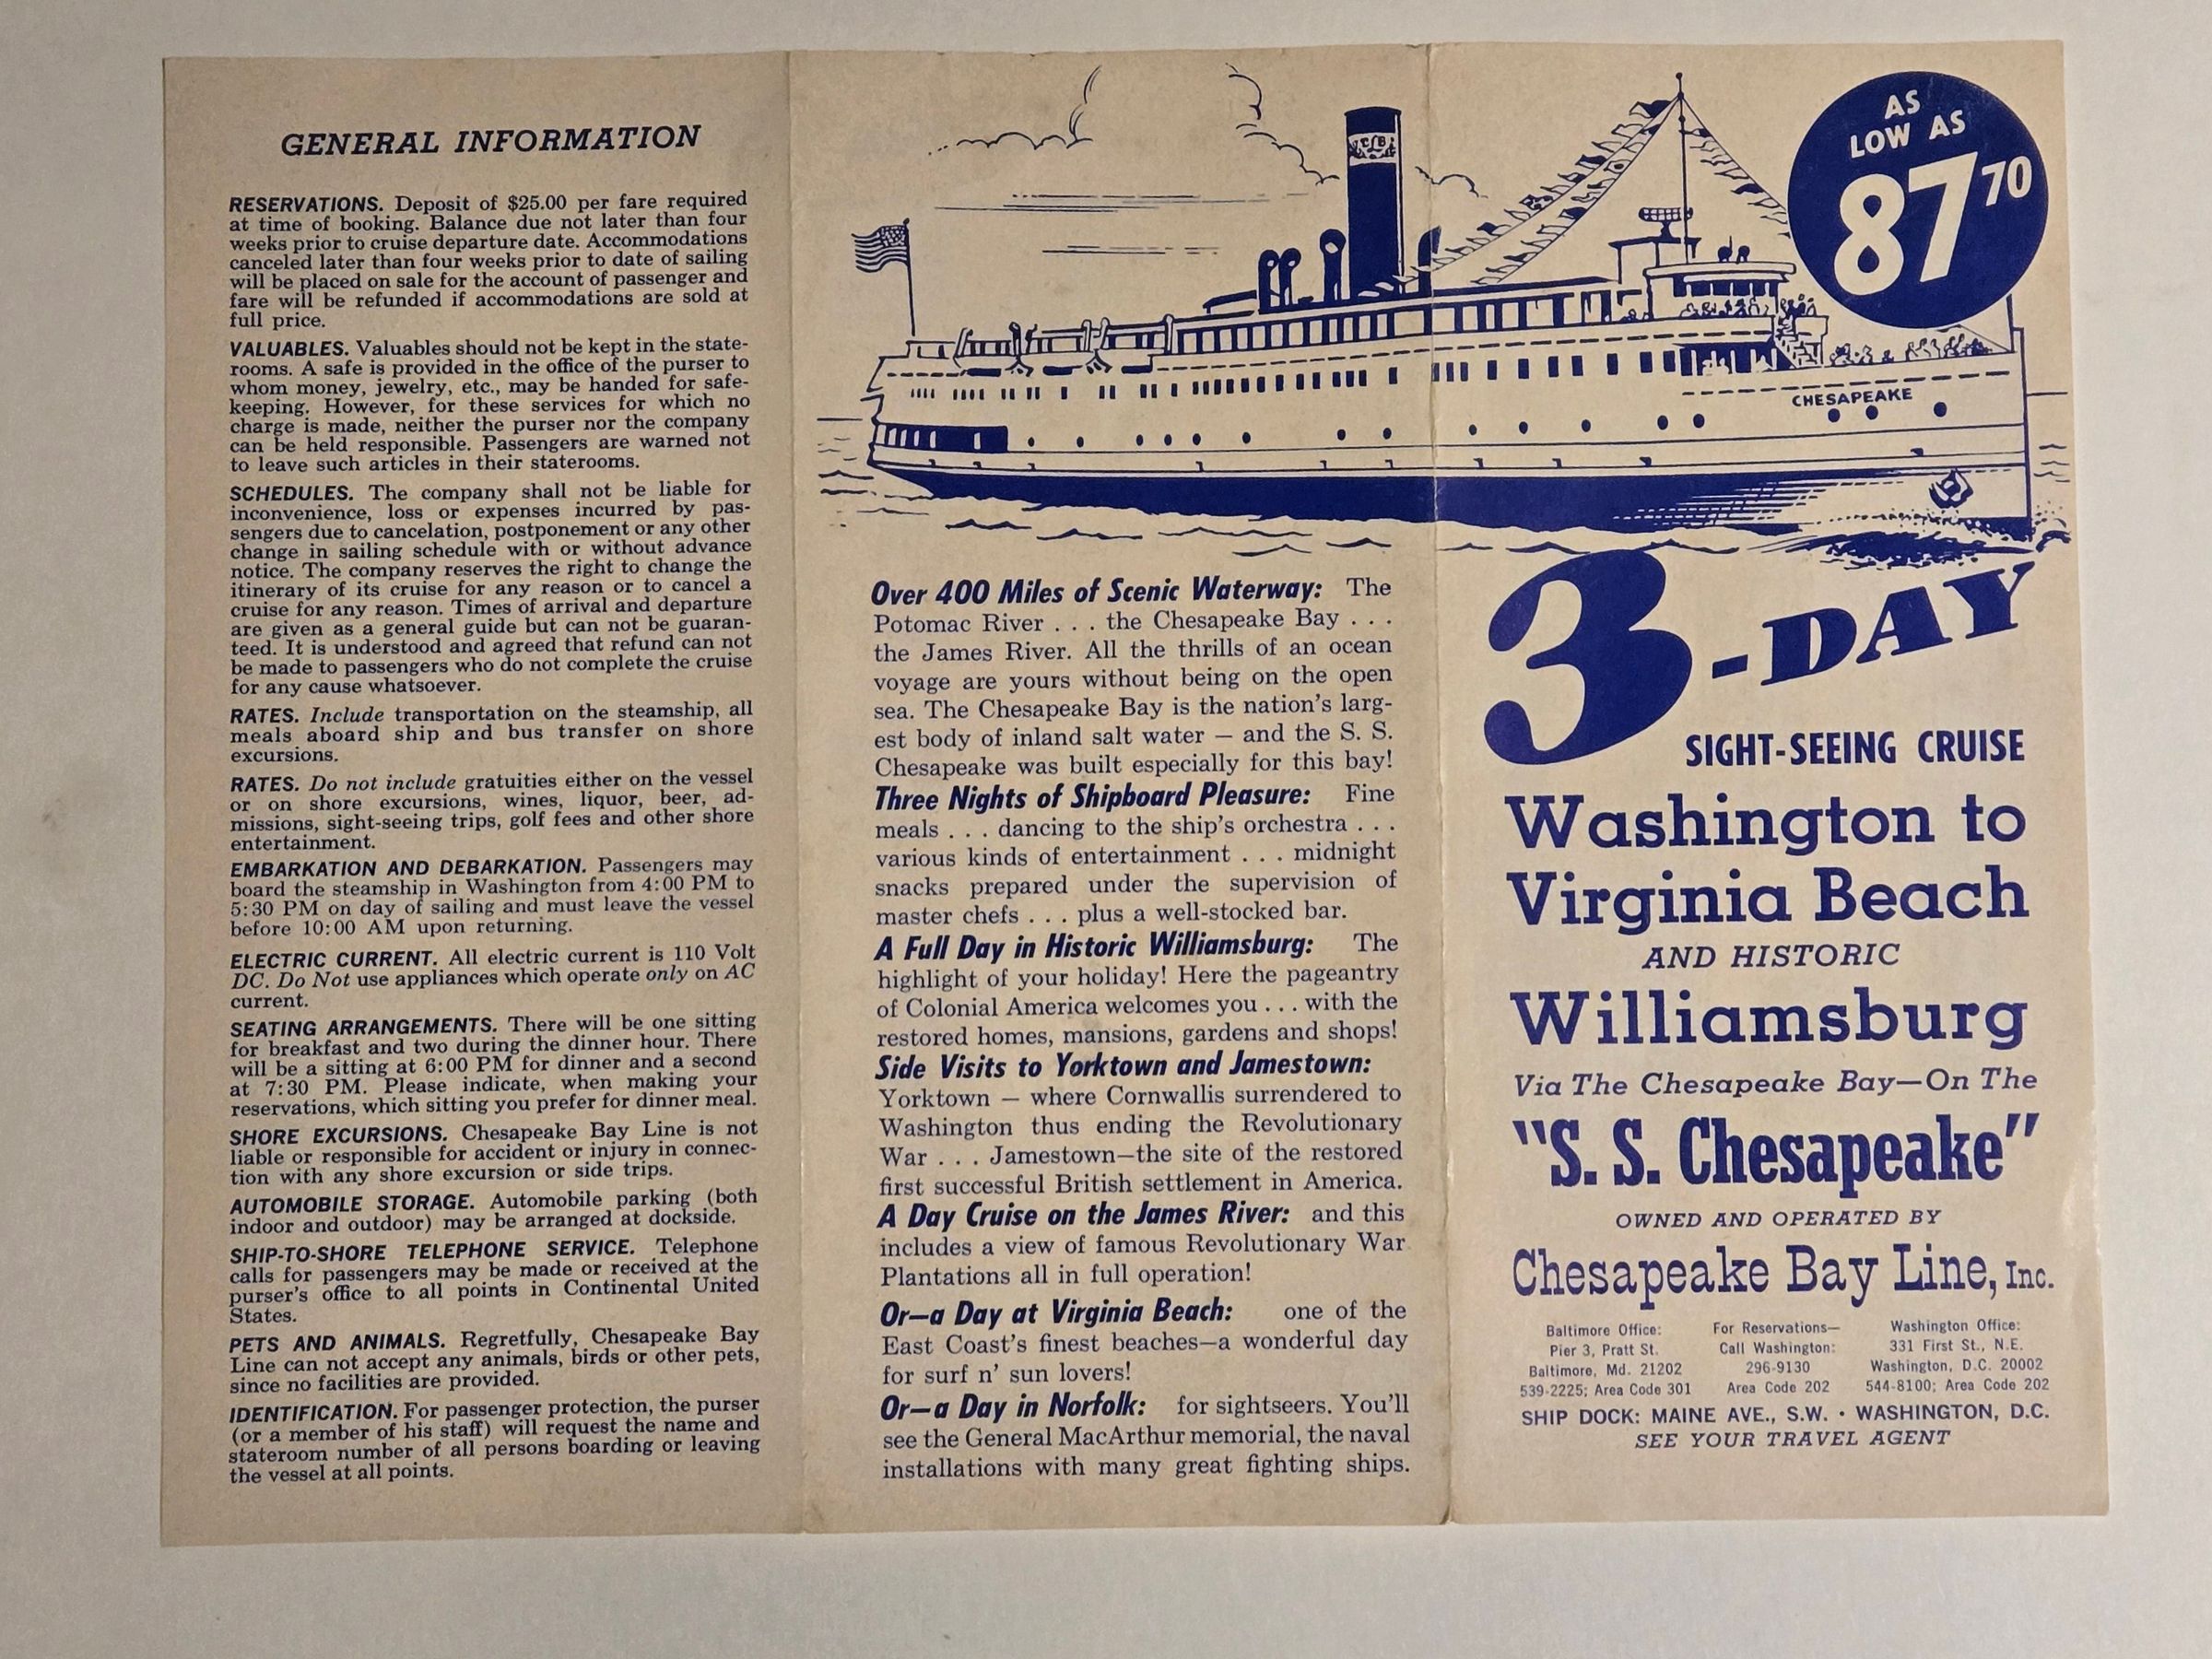 GENERAL INFORMATION
RESERVATIONS. Deposit of $25.00 per fare required
at time of booking. Balance due not later than four
weeks prior to cruise departure date. Accommodations
canceled later than four weeks prior to date of sailing
will be placed on sale for the account of passenger and
fare will be refunded if accommodations are sold at
full price.
VALUABLES. Valuables should not be kept in the state-
rooms. A safe is provided in the office of the purser to
whom money, jewelry, etc., may be handed for safe-
keeping. However, for these services for which no
charge is made, neither the purser nor the company
can be held responsible. Passengers are warned not
to leave such articles in their staterooms.
SCHEDULES. The company shall not be liable for
inconvenience, loss or expenses incurred by pas-
sengers due to cancelation, postponement or any other
change in sailing schedule with or without advance
notice. The company reserves the right to change the
itinerary of its cruise for any reason or to cancel a
cruise for any reason. Times of arrival and departure
are given as a general guide but can not be guaran-
teed. It is understood and agreed that refund can not
be made to passengers who do not complete the cruise
for any cause whatsoever.
RATES. Include transportation on the steamship, all
meals aboard ship and bus transfer on shore
excursions.
RATES. Do not include gratuities either on the vessel
or on shore excursions, wines, liquor, beer, ad-
missions, sight-seeing trips, golf fees and other shore
entertainment.
EMBARKATION AND DEBARKATION. Passengers may
board the steamship in Washington from 4:00 PM to
5:30 PM on day of sailing and must leave the vessel
before 10:00 AM upon returning.
ELECTRIC CURRENT. All electric current is 110 Volt
DC. Do Not use appliances which operate only on AC
current.
SEATING ARRANGEMENTS. There will be one sitting
for breakfast and two during the dinner hour. There
will be a sitting at 6:00 PM for dinner and a second
at 7:30 PM. Please indicate, when making your
reservations, which sitting you prefer for dinner meal.
SHORE EXCURSIONS. Chesapeake Bay Line is not
liable or responsible for accident or injury in connec-
tion with any shore excursion or side trips.
AUTOMOBILE STORAGE. Automobile parking (both
indoor and outdoor) may be arranged at dockside.
SHIP-TO-SHORE TELEPHONE SERVICE. Telephone
calls for passengers may be made or received at the
purser's office to all points in Continental United
States.
PETS AND ANIMALS. Regretfully, Chesapeake Bay
Line can not accept any animals, birds or other pets,
since no facilities are provided.
IDENTIFICATION. For passenger protection, the purser
(or a member of his staff) will request the name and
stateroom number of all persons boarding or leaving
the vessel at all points.
Over 400 Miles of Scenic Waterway: The
Potomac River . . . the Chesapeake Bay . . .
the James River. All the thrills of an ocean
voyage are yours without being on the open
sea. The Chesapeake Bay is the nation's larg-
est body of inland salt water — and the S. S.
Chesapeake was built especially for this bay!
Three Nights of Shipboard Pleasure: Fine
meals . . . dancing to the ship's orchestra . . .
various kinds of entertainment . . . midnight
snacks prepared under the supervision of
master chefs . . . plus a well-stocked bar.
A Full Day in Historic Williamsburg: The
highlight of your holiday! Here the pageantry
of Colonial America welcomes you . . . with the
restored homes, mansions, gardens and shops!
Side Visits to Yorktown and Jamestown:
Yorktown — where Cornwallis surrendered to
Washington thus ending the Revolutionary
War . . . Jamestown—the site of the restored
first successful British settlement in America.
A Day Cruise on the James River: and this
includes a view of famous Revolutionary War
Plantations all in full operation!
Or—a Day at Virginia Beach: one of the
East Coast's finest beaches—a wonderful day
for surf n' sun lovers!
Or—a Day in Norfolk: for sightseers. You'll
see the General MacArthur memorial, the naval
installations with many great fighting ships.
AS
LOW AS
87 70
CHESAPEAKE
3-DAY
SIGHT-SEEING CRUISE
Washington to
Virginia Beach
AND HISTORIC
Williamsburg
Via The Chesapeake Bay—On The
"S. S. Chesapeake"
OWNED AND OPERATED BY
Chesapeake Bay Line, Inc.
Baltimore Office:
Pier 3, Pratt St.
Baltimore, Md. 21202
539-2225; Area Code 301
For Reservations—
Call Washington:
296-9130
Area Code 202
Washington Office:
331 First St., N.E.
Washington, D.C. 20002
544-8100; Area Code 202
SHIP DOCK: MAINE AVE., S.W. • WASHINGTON, D.C.
SEE YOUR TRAVEL AGENT